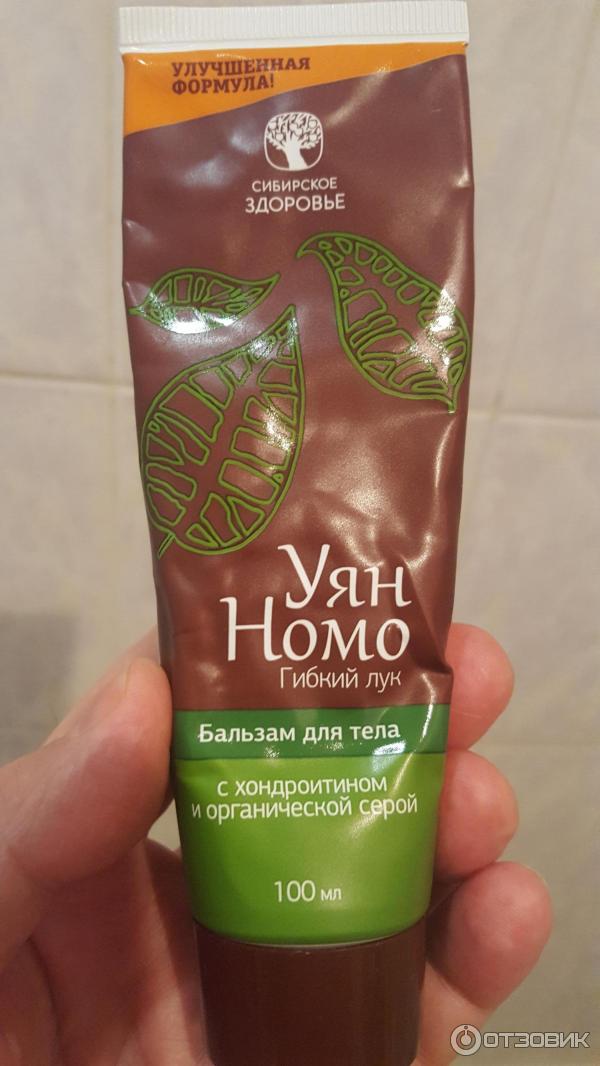 УЛУЧШЕННАЯ
ФОРМУЛА!
СИБИРСКОЕ
ЗДОРОВЬЕ
Уян
Номо
Гибкий лук
Бальзам для тела
с хондроитином
и органической серой
100 мл
ОТЗОВИК